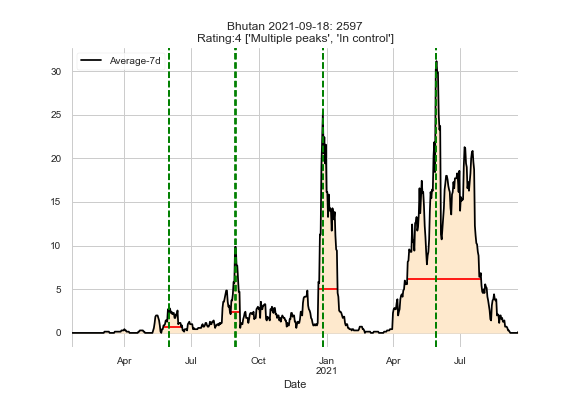 Bhutan 2021-09-18: 2597
Rating:4 ['Multiple peaks', 'In control']
Average-7d
30
25
20
15
10
5
0
Apr
Jul
Oct
Jan
2021
Apr
Jul
Date